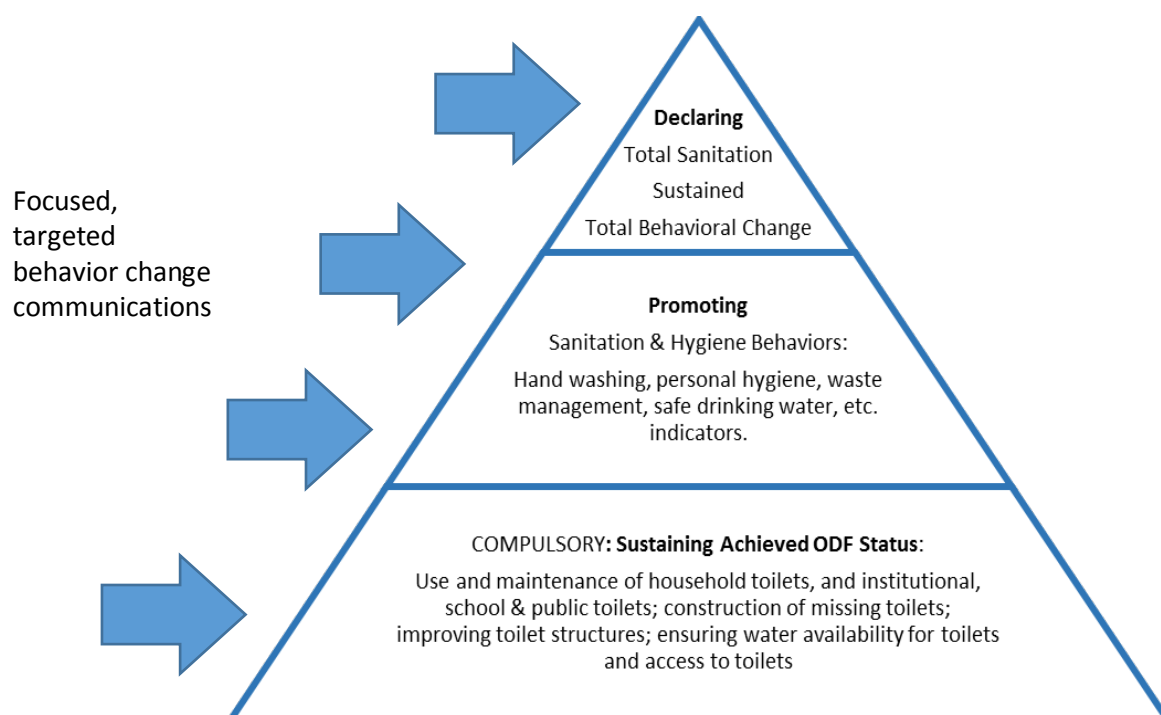 Focused,
targeted
behavior change
communications
Declaring
Total Sanitation
Sustained
Total Behavioral Change
Promoting
Sanitation & Hygiene Behaviors:
Hand washing, personal hygiene, waste
management, safe drinking water, etc.
indicators.
COMPULSORY: Sustaining Achieved ODF Status:
Use and maintenance of household toilets, and institutional,
school & public toilets; construction of missing toilets;
improving toilet structures; ensuring water availability for toilets
and access to toilets